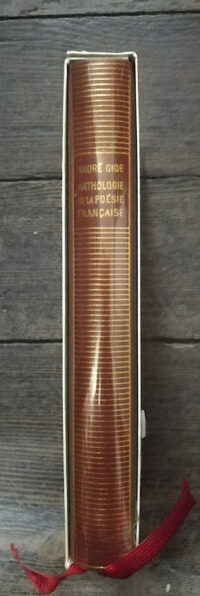 ANDRÉ GIDE
ANTHOLOGIE
DE LA POÉSIE
FRANÇAISE